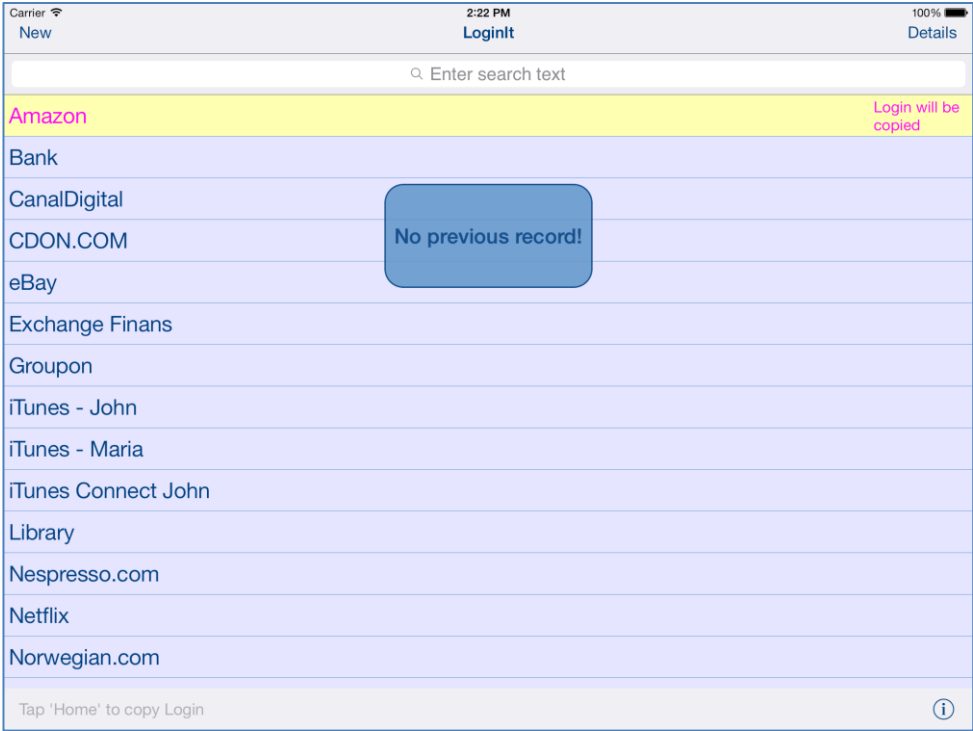 Carrier 2:22 PM 100%
New LoginIt Details
Enter search text
Amazon Login will be
copied
Bank
CanalDigital
CDON.COM
No previous record!
eBay
Exchange Finans
Groupon
iTunes - John
iTunes - Maria
iTunes Connect John
Library
Nespresso.com
Netflix
Norwegian.com
Tap 'Home' to copy Login